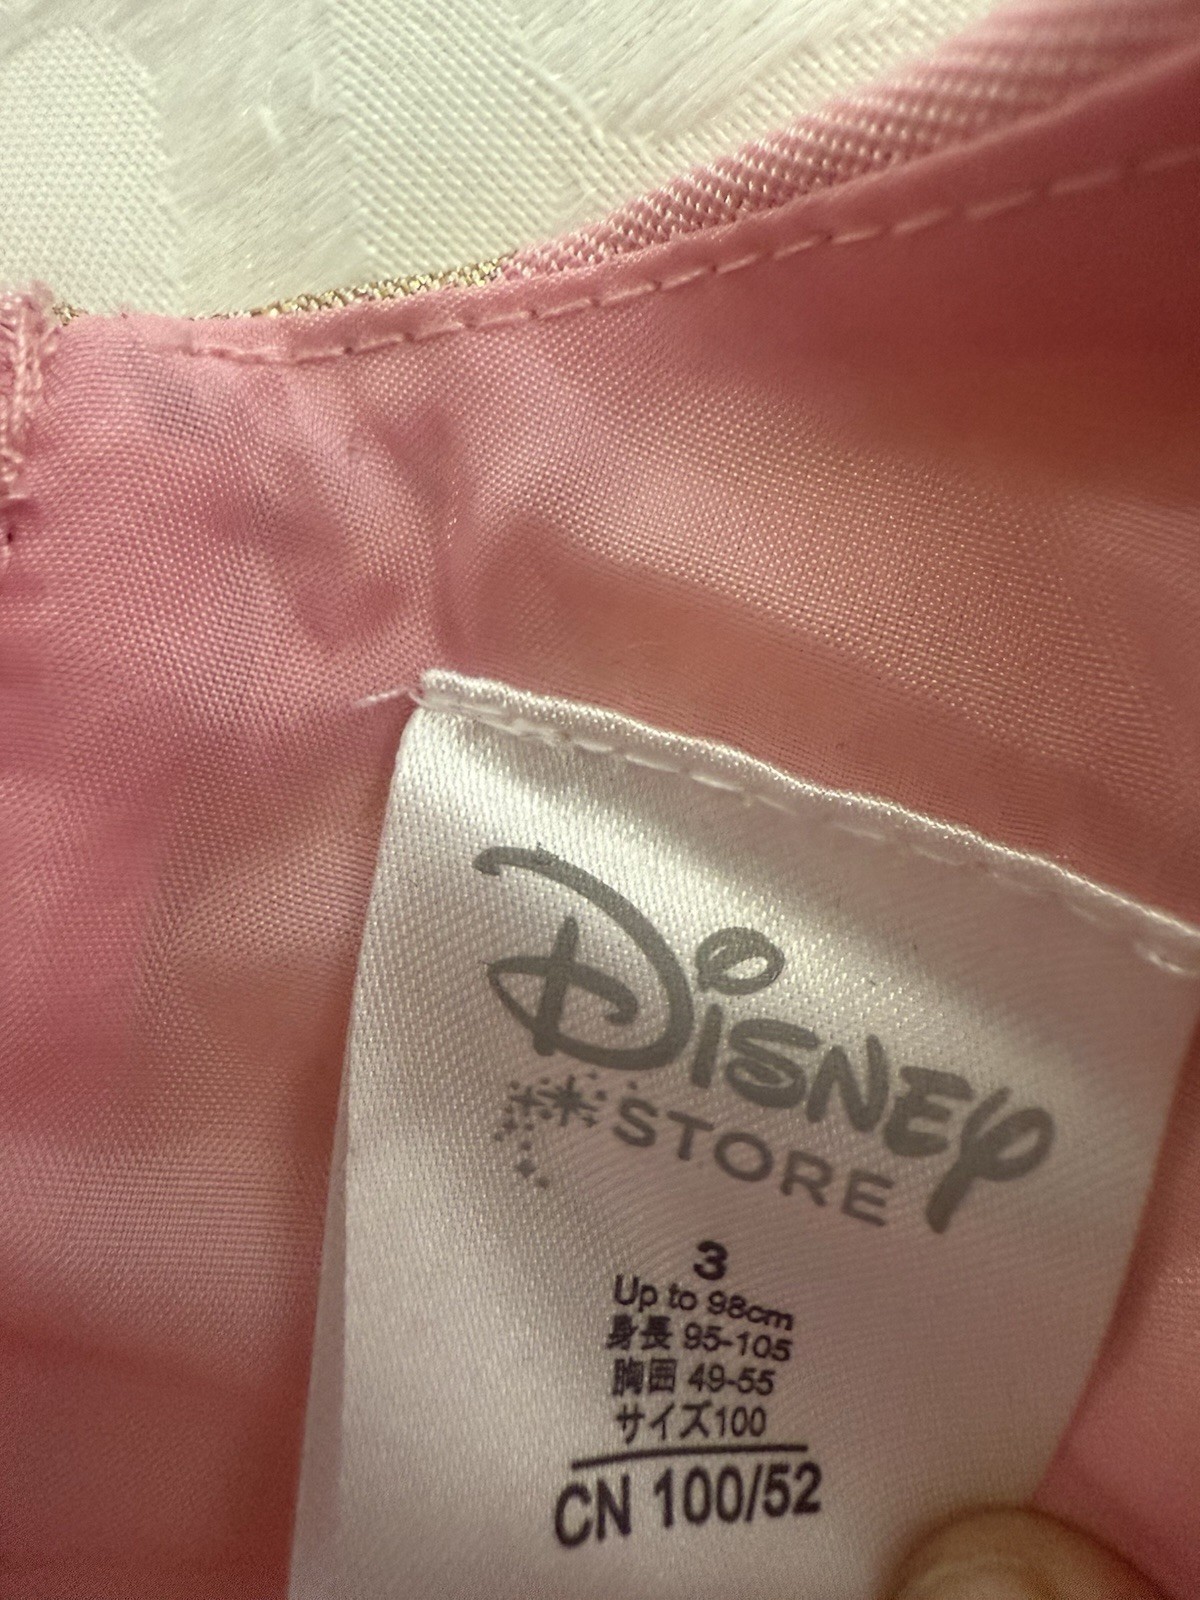 Disney
STORE
3
Up to 98cm
身長 95-105
胸囲 49-55
サイズ100
CN 100/52